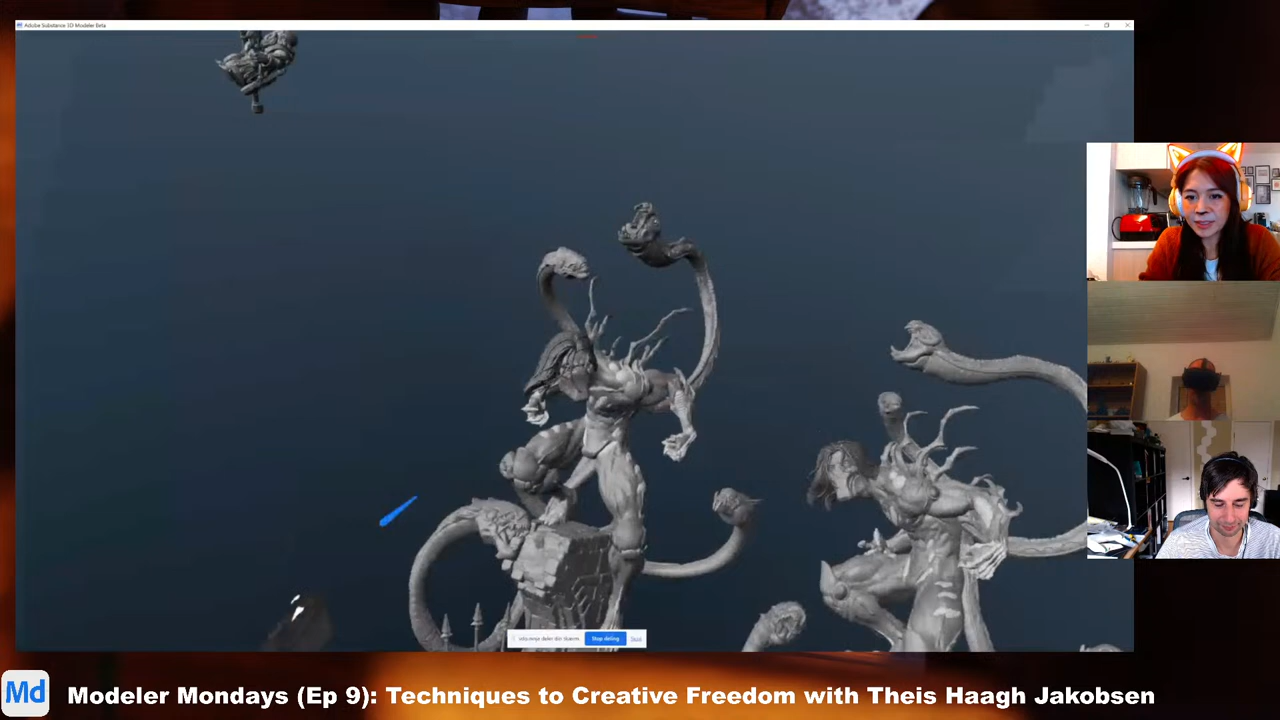 Adobe Substance 3D Modeler Beta
Stop deling
Skjul
Md
Modeler Mondays (Ep 9): Techniques to Creative Freedom with Theis Haagh Jakobsen